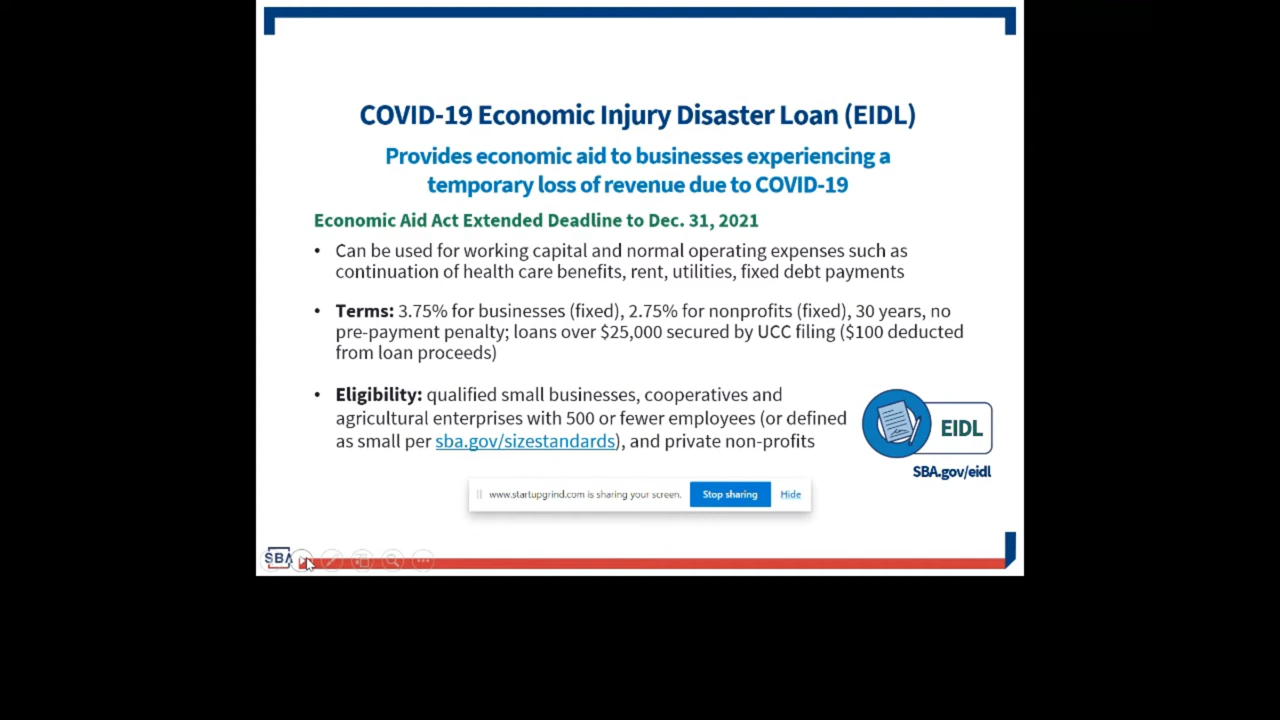 COVID-19 Economic Injury Disaster Loan (EIDL)
Provides economic aid to businesses experiencing a
temporary loss of revenue due to COVID-19
Economic Aid Act Extended Deadline to Dec. 31, 2021
• Can be used for working capital and normal operating expenses such as
continuation of health care benefits, rent, utilities, fixed debt payments
• Terms: 3.75% for businesses (fixed), 2.75% for nonprofits (fixed), 30 years, no
pre-payment penalty; loans over $25,000 secured by UCC filing ($100 deducted
from loan proceeds)
• Eligibility: qualified small businesses, cooperatives and
agricultural enterprises with 500 or fewer employees (or defined
as small per sba.gov/sizestandards), and private non-profits
EIDL
SBA.gov/eidl
www.startupgrind.com is sharing your screen. Stop sharing Hide
SBA